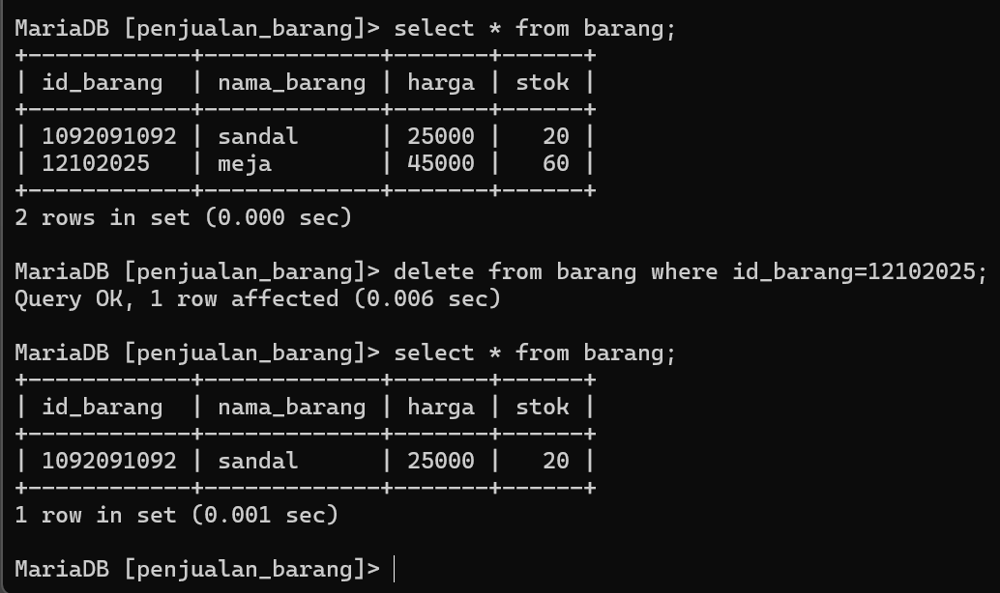 MariaDB [penjualan_barang]> select * from barang;
+------------+-------------+-------+------+
| id_barang  | nama_barang | harga | stok |
+------------+-------------+-------+------+
| 1092091092 | sandal      | 25000 |   20 |
| 12102025   | meja        | 45000 |   60 |
+------------+-------------+-------+------+
2 rows in set (0.000 sec)

MariaDB [penjualan_barang]> delete from barang where id_barang=12102025;
Query OK, 1 row affected (0.006 sec)

MariaDB [penjualan_barang]> select * from barang;
+------------+-------------+-------+------+
| id_barang  | nama_barang | harga | stok |
+------------+-------------+-------+------+
| 1092091092 | sandal      | 25000 |   20 |
+------------+-------------+-------+------+
1 row in set (0.001 sec)

MariaDB [penjualan_barang]>